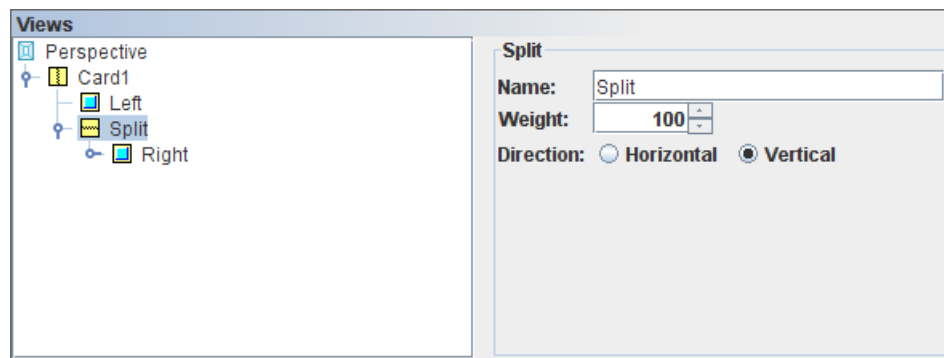 Views
Perspective
Card1
Left
Split
Right
Split
Name: Split
Weight: 100
Direction: Horizontal Vertical